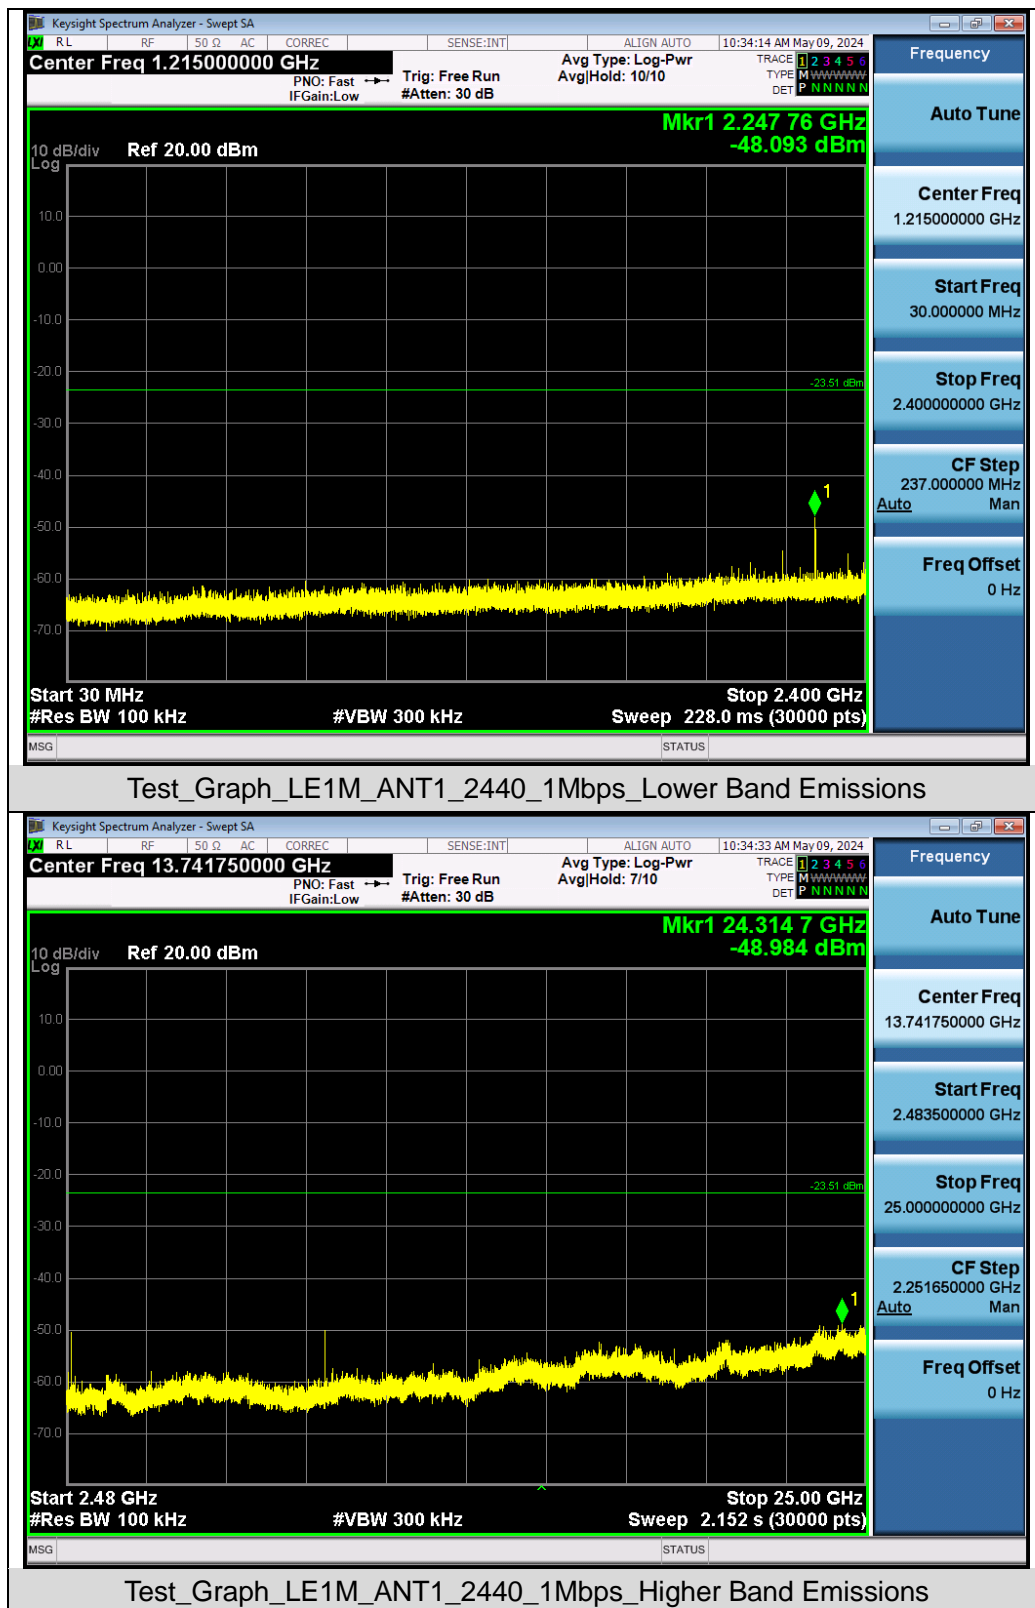 Keysight Spectrum Analyzer - Swept SA
LXI RL RF 50 Ω AC CORREC SENSE:INT ALIGN AUTO 10:34:14 AM May 09, 2024
Center Freq 1.215000000 GHz
PNO: Fast
IFGain:Low
Trig: Free Run
#Atten: 30 dB
Avg Type: Log-Pwr
Avg|Hold: 10/10
TRACE 1 2 3 4 5 6
TYPE M WWWWW
DET P N N N N N
Frequency
Auto Tune
Center Freq
1.215000000 GHz
Start Freq
30.000000 MHz
Stop Freq
2.400000000 GHz
CF Step
237.000000 MHz
Auto Man
Freq Offset
0 Hz
Mkr1 2.247 76 GHz
-48.093 dBm
10 dB/div Ref 20.00 dBm
Log
10.0
0.00
-10.0
-20.0
-23.51 dBm
-30.0
-40.0
1
-50.0
-60.0
-70.0
Start 30 MHz Stop 2.400 GHz
#Res BW 100 kHz #VBW 300 kHz Sweep 228.0 ms (30000 pts)
MSG STATUS
Test_Graph_LE1M_ANT1_2440_1Mbps_Lower Band Emissions
Keysight Spectrum Analyzer - Swept SA
LXI RL RF 50 Ω AC CORREC SENSE:INT ALIGN AUTO 10:34:33 AM May 09, 2024
Center Freq 13.741750000 GHz
PNO: Fast
IFGain:Low
Trig: Free Run
#Atten: 30 dB
Avg Type: Log-Pwr
Avg|Hold: 7/10
TRACE 1 2 3 4 5 6
TYPE M WWWWW
DET P N N N N N
Frequency
Auto Tune
Center Freq
13.741750000 GHz
Start Freq
2.483500000 GHz
Stop Freq
25.000000000 GHz
CF Step
2.251650000 GHz
Auto Man
Freq Offset
0 Hz
Mkr1 24.314 7 GHz
-48.984 dBm
10 dB/div Ref 20.00 dBm
Log
10.0
0.00
-10.0
-20.0
-23.51 dBm
-30.0
-40.0
1
-50.0
-60.0
-70.0
Start 2.48 GHz Stop 25.00 GHz
#Res BW 100 kHz #VBW 300 kHz Sweep 2.152 s (30000 pts)
MSG STATUS
Test_Graph_LE1M_ANT1_2440_1Mbps_Higher Band Emissions